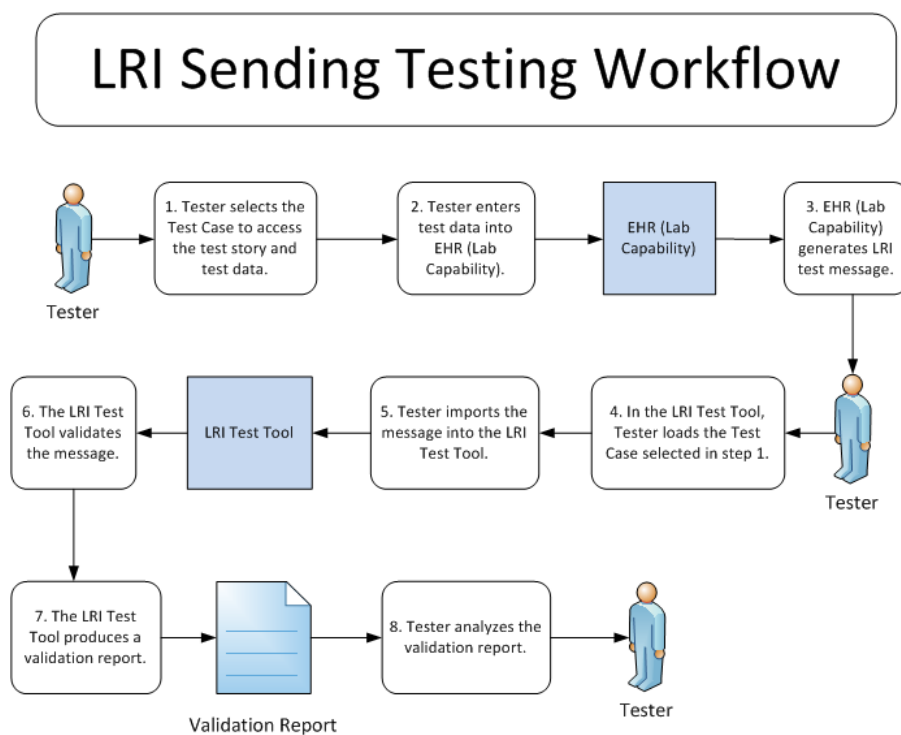 LRI Sending Testing Workflow
1. Tester selects the
Test Case to access
the test story and
test data.
2. Tester enters
test data into
EHR (Lab
Capability).
EHR (Lab
Capability)
3. EHR (Lab
Capability)
generates LRI
test message.
Tester
6. The LRI Test
Tool validates
the message.
LRI Test Tool
5. Tester imports the
message into the LRI
Test Tool.
4. In the LRI Test Tool,
Tester loads the Test
Case selected in step 1.
Tester
7. The LRI Test
Tool produces a
validation report.
8. Tester analyzes the
validation report.
Validation Report
Tester